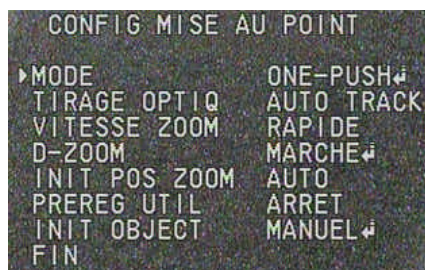 CONFIG MISE AU POINT
MODE ONE-PUSH↲
TIRAGE OPTIQ AUTO TRACK
VITESSE ZOOM RAPIDE
D-ZOOM MARCHE↲
INIT POS ZOOM AUTO
PREREG UTIL ARRET
INIT OBJECT MANUEL↲
FIN